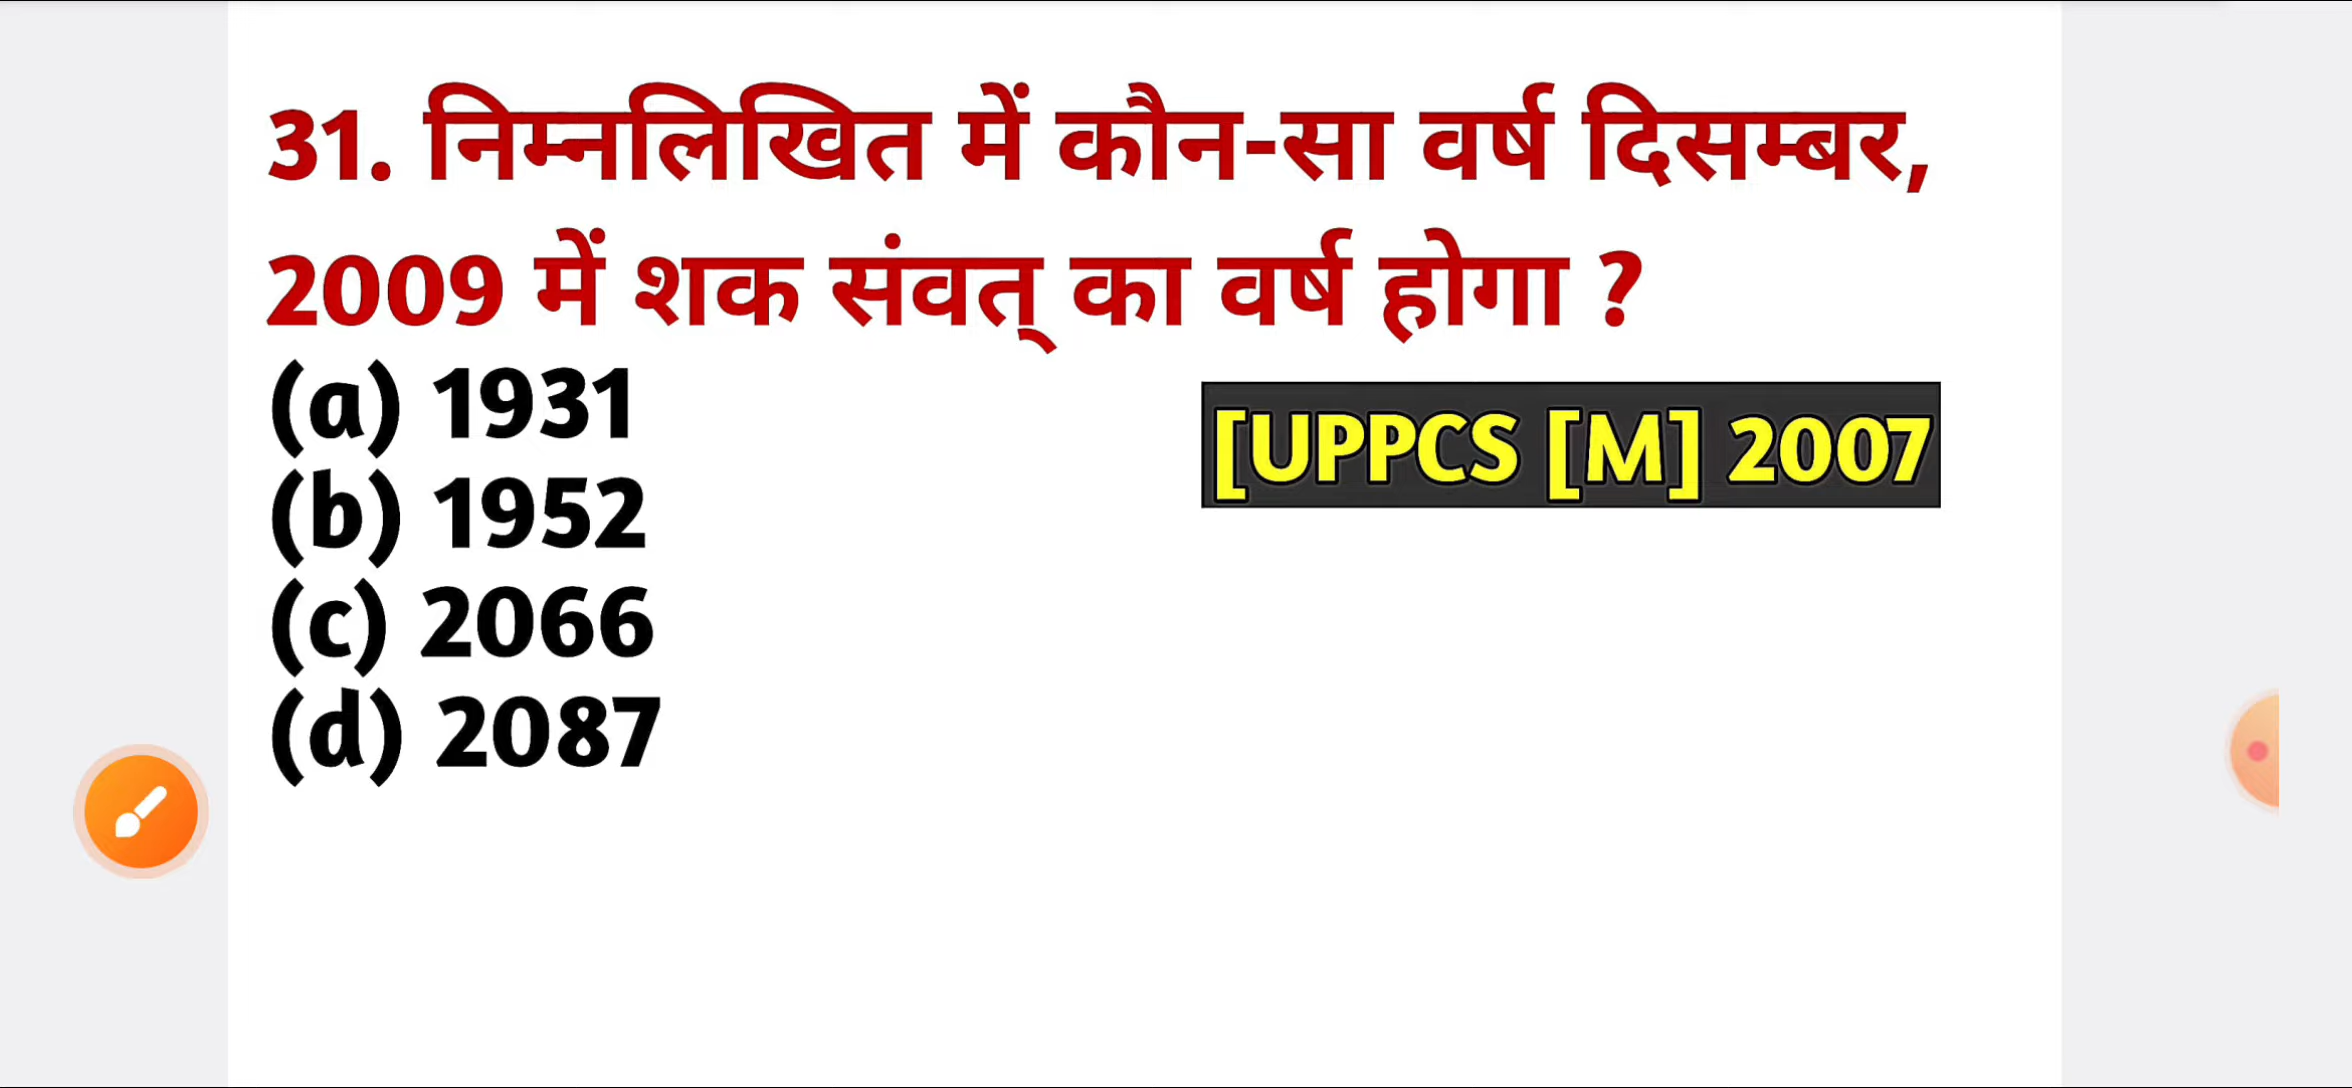 31. निम्नलिखित में कौन-सा वर्ष दिसम्बर,
2009 में शक संवत् का वर्ष होगा ?
(a) 1931
[UPPCS [M] 2007
(b) 1952
(c) 2066
(d) 2087